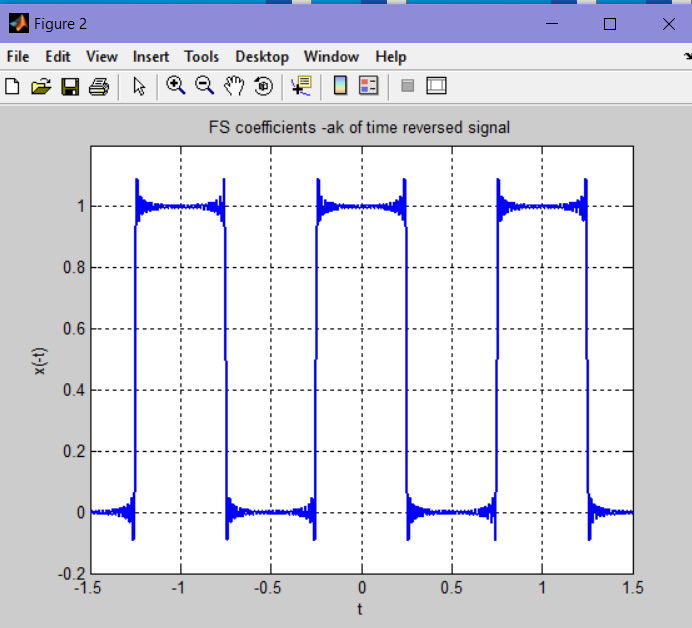 Figure 2
File Edit View Insert Tools Desktop Window Help
FS coefficients -ak of time reversed signal
1
0.8
0.6
0.4
0.2
0
-0.2
x(-t)
-1.5 -1 -0.5 0 0.5 1 1.5
t